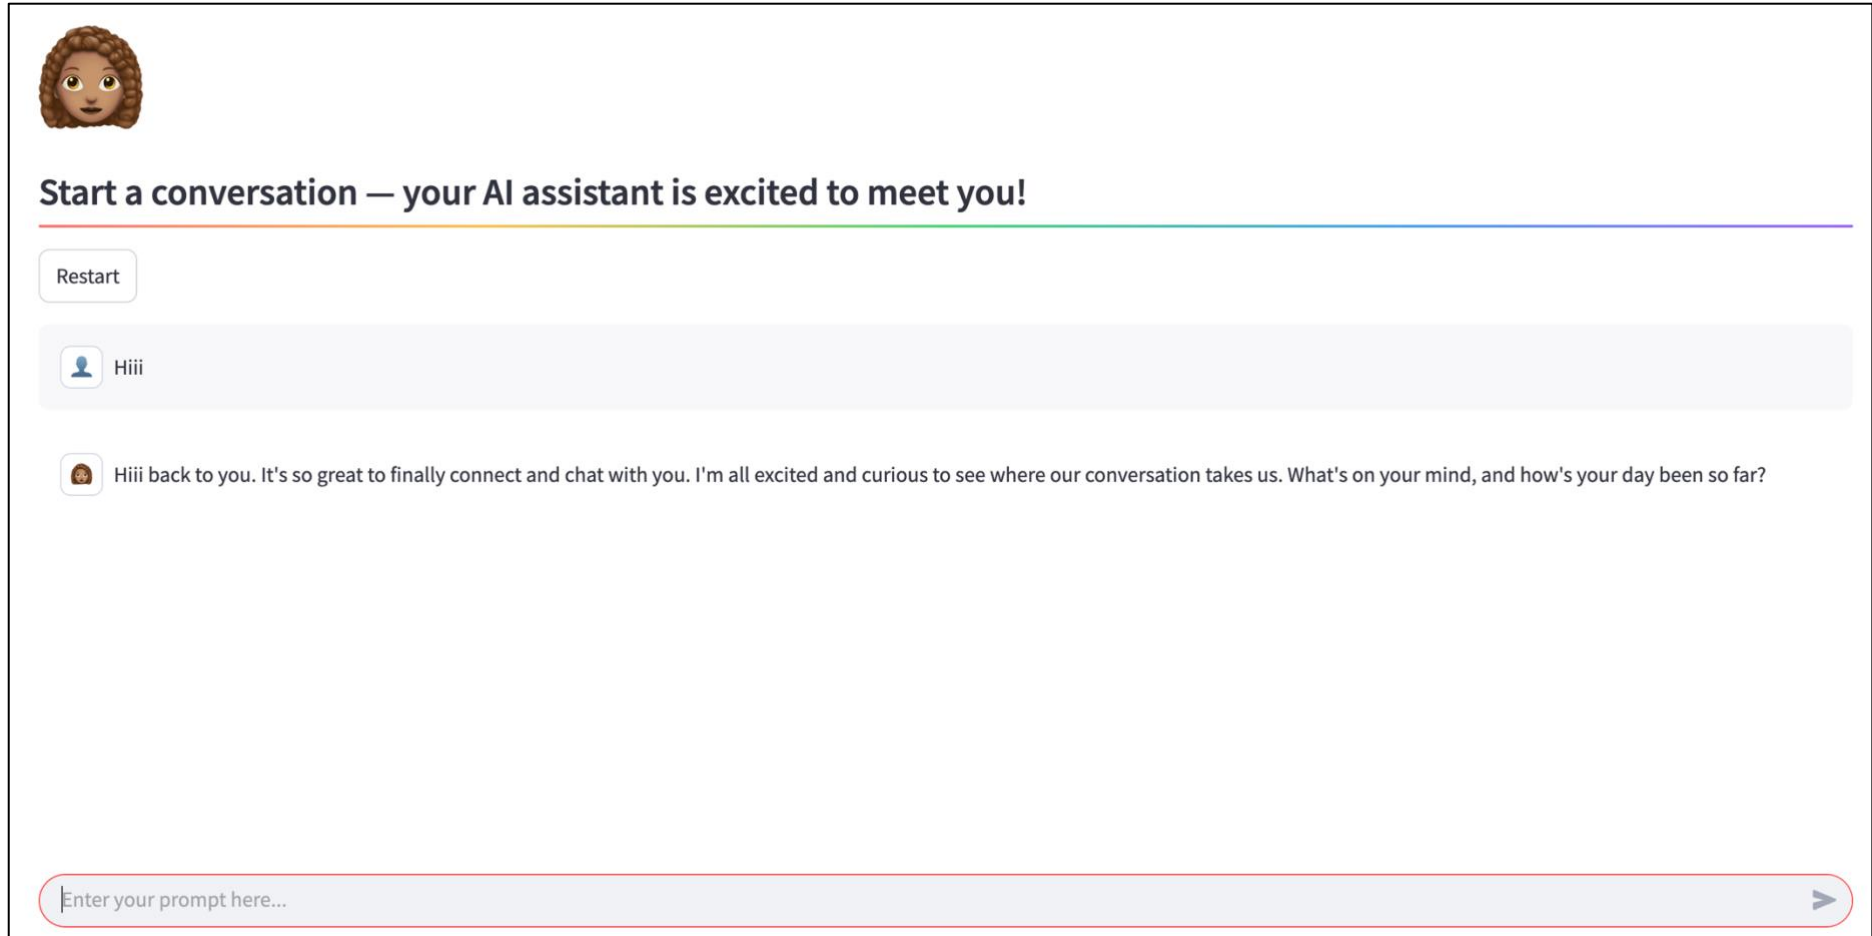 Start a conversation — your AI assistant is excited to meet you!
Restart
Hiii
Hiii back to you. It's so great to finally connect and chat with you. I'm all excited and curious to see where our conversation takes us. What's on your mind, and how's your day been so far?
Enter your prompt here...